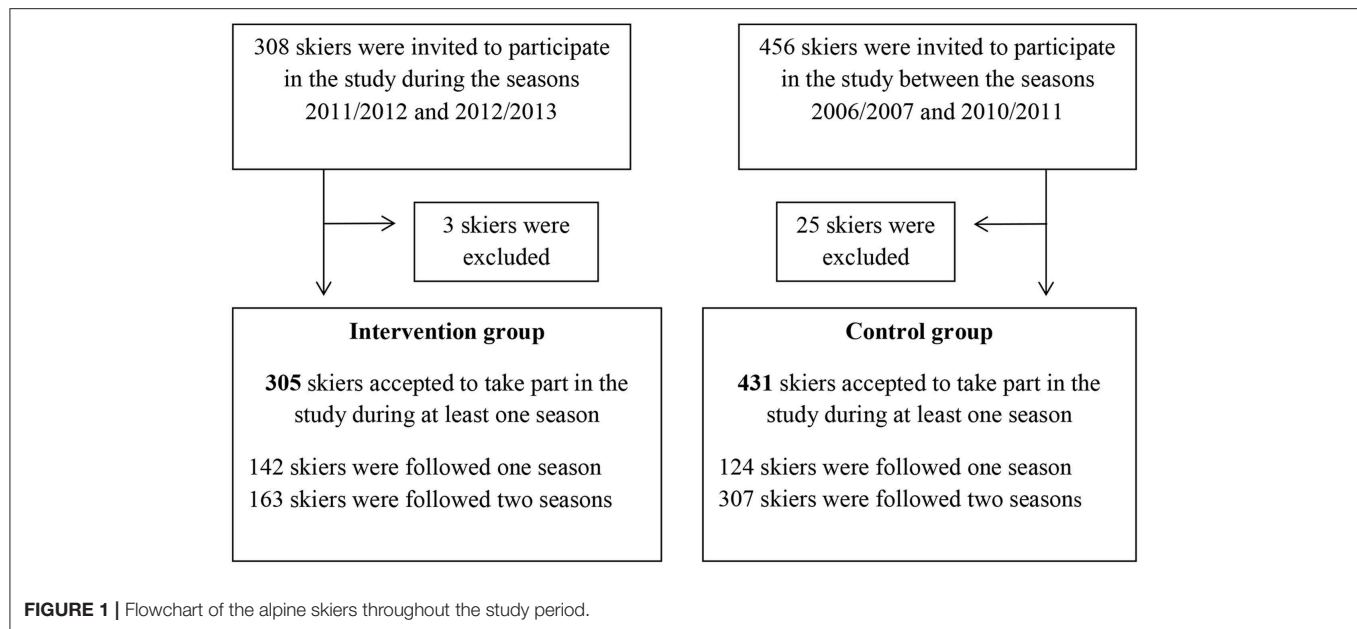 308 skiers were invited to participate
in the study during the seasons
2011/2012 and 2012/2013
456 skiers were invited to participate
in the study between the seasons
2006/2007 and 2010/2011
3 skiers were
excluded
25 skiers were
excluded
Intervention group
305 skiers accepted to take part in the
study during at least one season
142 skiers were followed one season
163 skiers were followed two seasons
Control group
431 skiers accepted to take part in the
study during at least one season
124 skiers were followed one season
307 skiers were followed two seasons
FIGURE 1 | Flowchart of the alpine skiers throughout the study period.